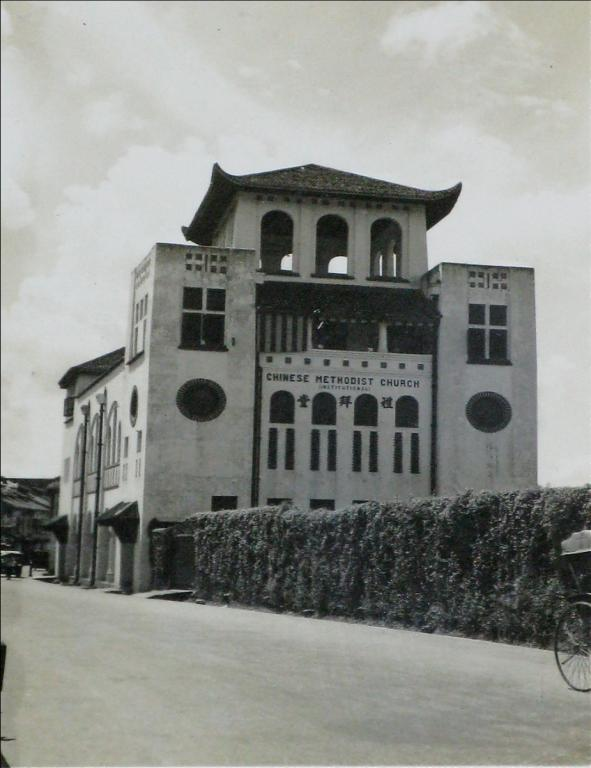 CHINESE METHODIST CHURCH
(INSTITUTIONAL)
堂拜禮